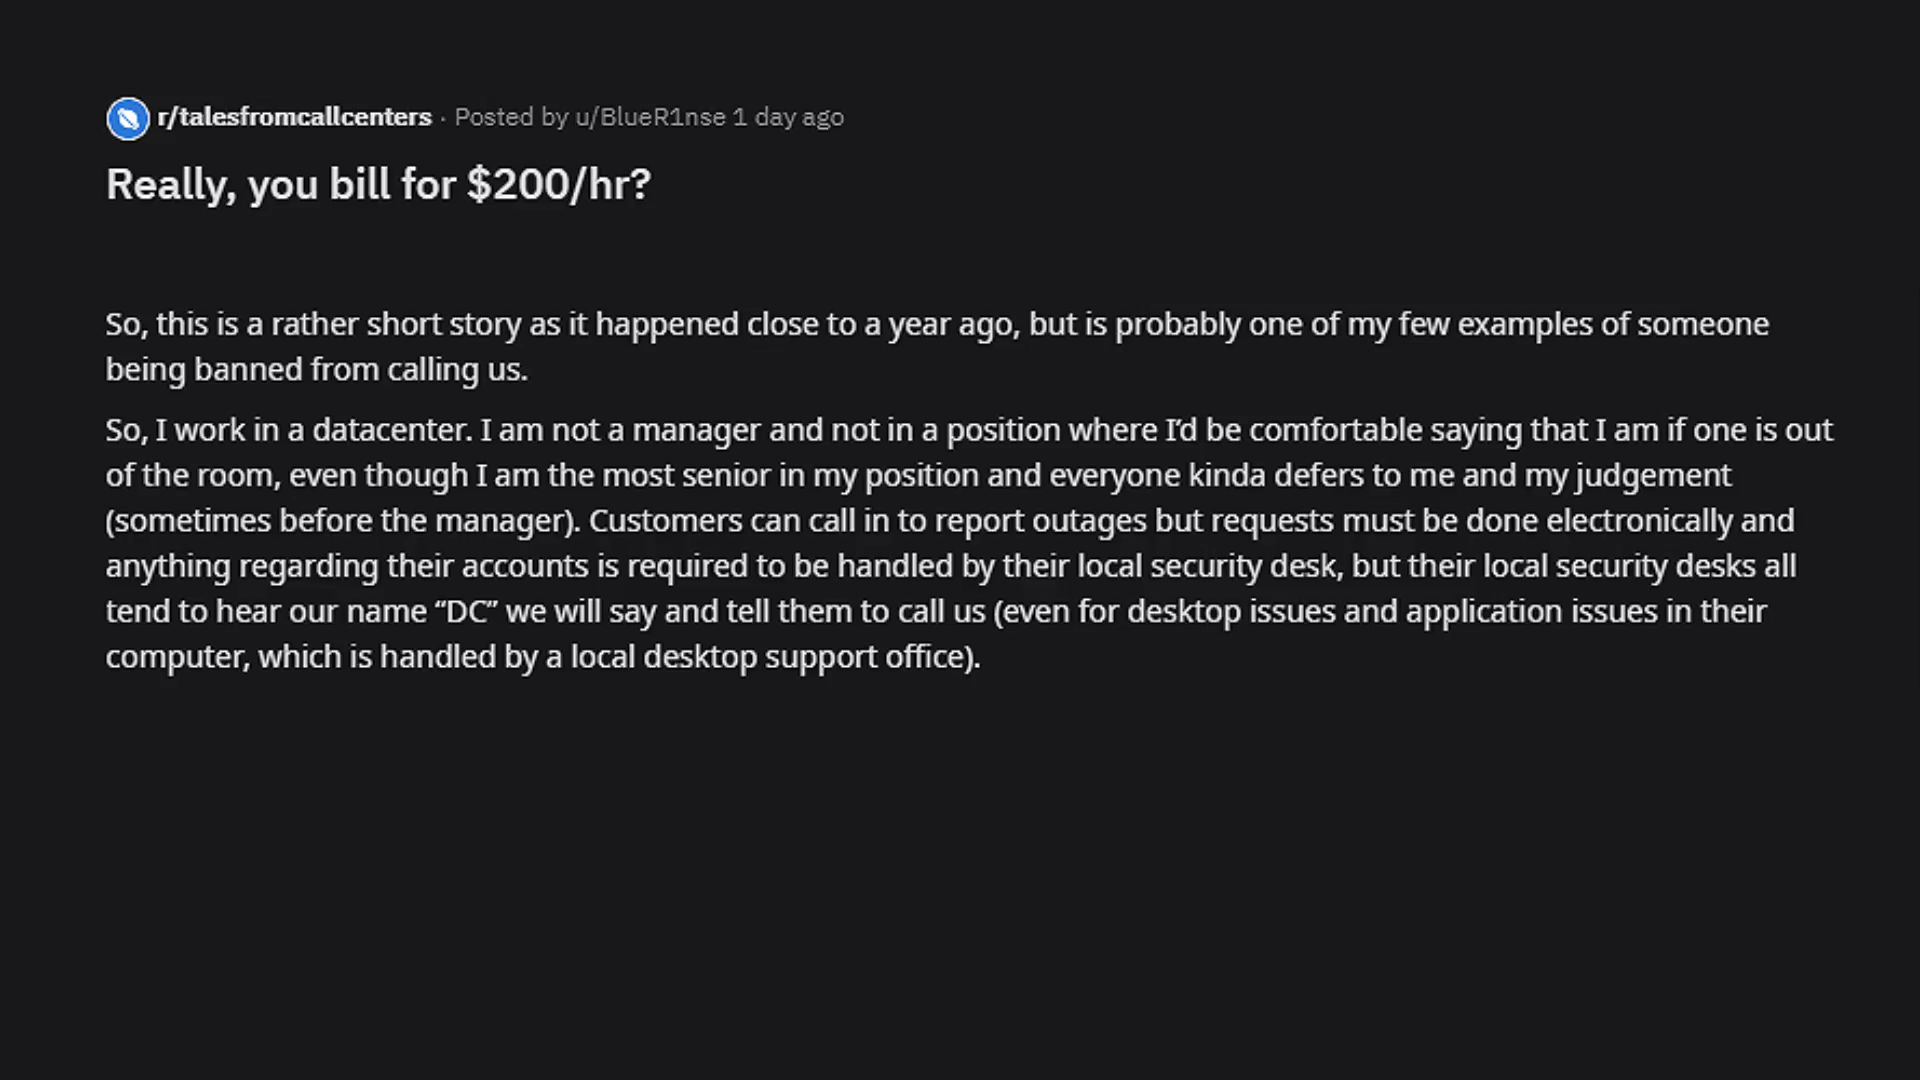 r/talesfromcallcenters · Posted by u/BlueR1nse 1 day ago
Really, you bill for $200/hr?
So, this is a rather short story as it happened close to a year ago, but is probably one of my few examples of someone
being banned from calling us.
So, I work in a datacenter. I am not a manager and not in a position where I’d be comfortable saying that I am if one is out
of the room, even though I am the most senior in my position and everyone kinda defers to me and my judgement
(sometimes before the manager). Customers can call in to report outages but requests must be done electronically and
anything regarding their accounts is required to be handled by their local security desk, but their local security desks all
tend to hear our name “DC” we will say and tell them to call us (even for desktop issues and application issues in their
computer, which is handled by a local desktop support office).